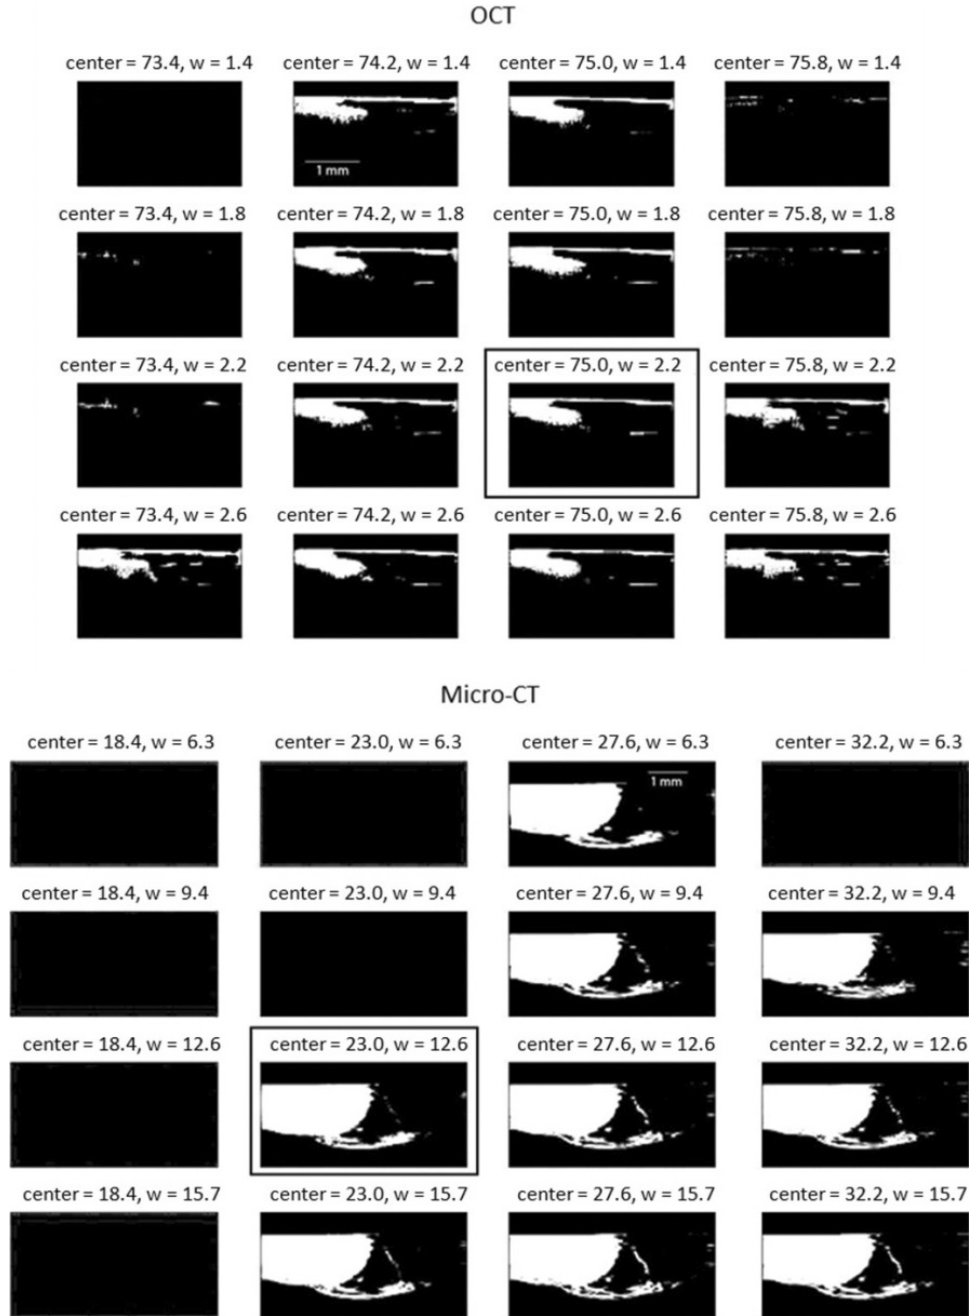 OCT
center = 73.4, w = 1.4 center = 74.2, w = 1.4 center = 75.0, w = 1.4 center = 75.8, w = 1.4
1 mm
center = 73.4, w = 1.8 center = 74.2, w = 1.8 center = 75.0, w = 1.8 center = 75.8, w = 1.8
center = 73.4, w = 2.2 center = 74.2, w = 2.2 center = 75.0, w = 2.2 center = 75.8, w = 2.2
center = 73.4, w = 2.6 center = 74.2, w = 2.6 center = 75.0, w = 2.6 center = 75.8, w = 2.6
Micro-CT
center = 18.4, w = 6.3 center = 23.0, w = 6.3 center = 27.6, w = 6.3 center = 32.2, w = 6.3
1 mm
center = 18.4, w = 9.4 center = 23.0, w = 9.4 center = 27.6, w = 9.4 center = 32.2, w = 9.4
center = 18.4, w = 12.6 center = 23.0, w = 12.6 center = 27.6, w = 12.6 center = 32.2, w = 12.6
center = 18.4, w = 15.7 center = 23.0, w = 15.7 center = 27.6, w = 15.7 center = 32.2, w = 15.7